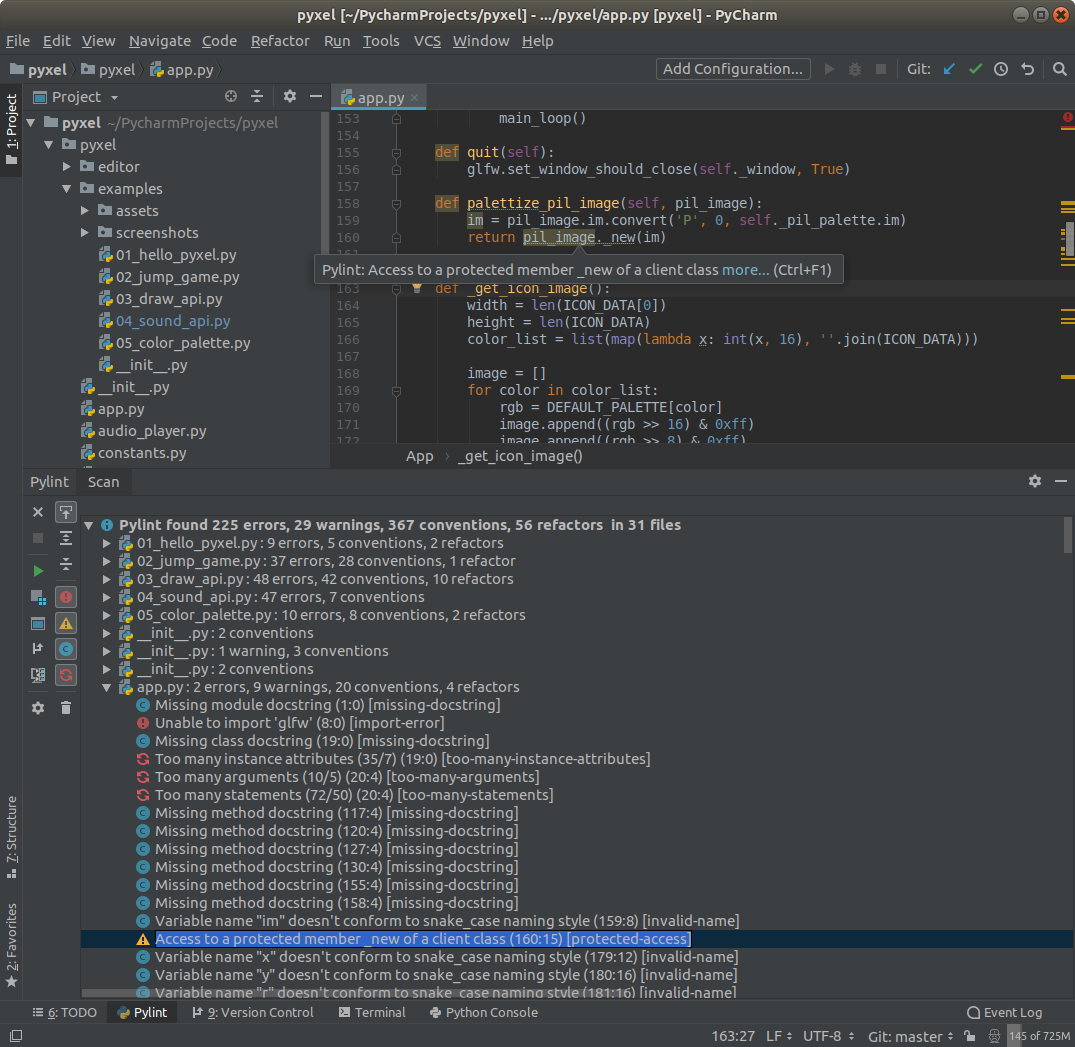 pyxel [~/PycharmProjects/pyxel] - .../pyxel/app.py [pyxel] - PyCharm
File Edit View Navigate Code Refactor Run Tools VCS Window Help
pyxel pyxel app.py Add Configuration... Git:
1: Project
Project
app.py
pyxel ~/PycharmProjects/pyxel
pyxel
editor
examples
assets
screenshots
01_hello_pyxel.py
02_jump_game.py
03_draw_api.py
04_sound_api.py
05_color_palette.py
__init__.py
__init__.py
app.py
audio_player.py
constants.py
153 main_loop()
154
155 def quit(self):
156 glfw.set_window_should_close(self._window, True)
157
158 def palettize_pil_image(self, pil_image):
159 im = pil_image.im.convert('P', 0, self._pil_palette.im)
160 return pil_image._new(im)
161
Pylint: Access to a protected member _new of a client class more... (Ctrl+F1)
163 def _get_icon_image():
164 width = len(ICON_DATA[0])
165 height = len(ICON_DATA)
166 color_list = list(map(lambda x: int(x, 16), ''.join(ICON_DATA)))
167
168 image = []
169 for color in color_list:
170 rgb = DEFAULT_PALETTE[color]
171 image.append((rgb >> 16) & 0xff)
172 image.append((rgb >> 8) & 0xff)
App _get_icon_image()
Pylint Scan
Pylint found 225 errors, 29 warnings, 367 conventions, 56 refactors in 31 files
01_hello_pyxel.py : 9 errors, 5 conventions, 2 refactors
02_jump_game.py : 37 errors, 28 conventions, 1 refactor
03_draw_api.py : 48 errors, 42 conventions, 10 refactors
04_sound_api.py : 47 errors, 7 conventions
05_color_palette.py : 10 errors, 8 conventions, 2 refactors
__init__.py : 2 conventions
__init__.py : 1 warning, 3 conventions
__init__.py : 2 conventions
app.py : 2 errors, 9 warnings, 20 conventions, 4 refactors
Missing module docstring (1:0) [missing-docstring]
Unable to import 'glfw' (8:0) [import-error]
Missing class docstring (19:0) [missing-docstring]
Too many instance attributes (35/7) (19:0) [too-many-instance-attributes]
Too many arguments (10/5) (20:4) [too-many-arguments]
Too many statements (72/50) (20:4) [too-many-statements]
Missing method docstring (117:4) [missing-docstring]
Missing method docstring (120:4) [missing-docstring]
Missing method docstring (127:4) [missing-docstring]
Missing method docstring (130:4) [missing-docstring]
Missing method docstring (155:4) [missing-docstring]
Missing method docstring (158:4) [missing-docstring]
Variable name "im" doesn't conform to snake_case naming style (159:8) [invalid-name]
Access to a protected member _new of a client class (160:15) [protected-access]
Variable name "x" doesn't conform to snake_case naming style (179:12) [invalid-name]
Variable name "y" doesn't conform to snake_case naming style (180:16) [invalid-name]
Variable name "r" doesn't conform to snake_case naming style (181:16) [invalid-name]
7: Structure
2: Favorites
6: TODO Pylint 9: Version Control Terminal Python Console Event Log
163:27 LF UTF-8 Git: master 145 of 725M